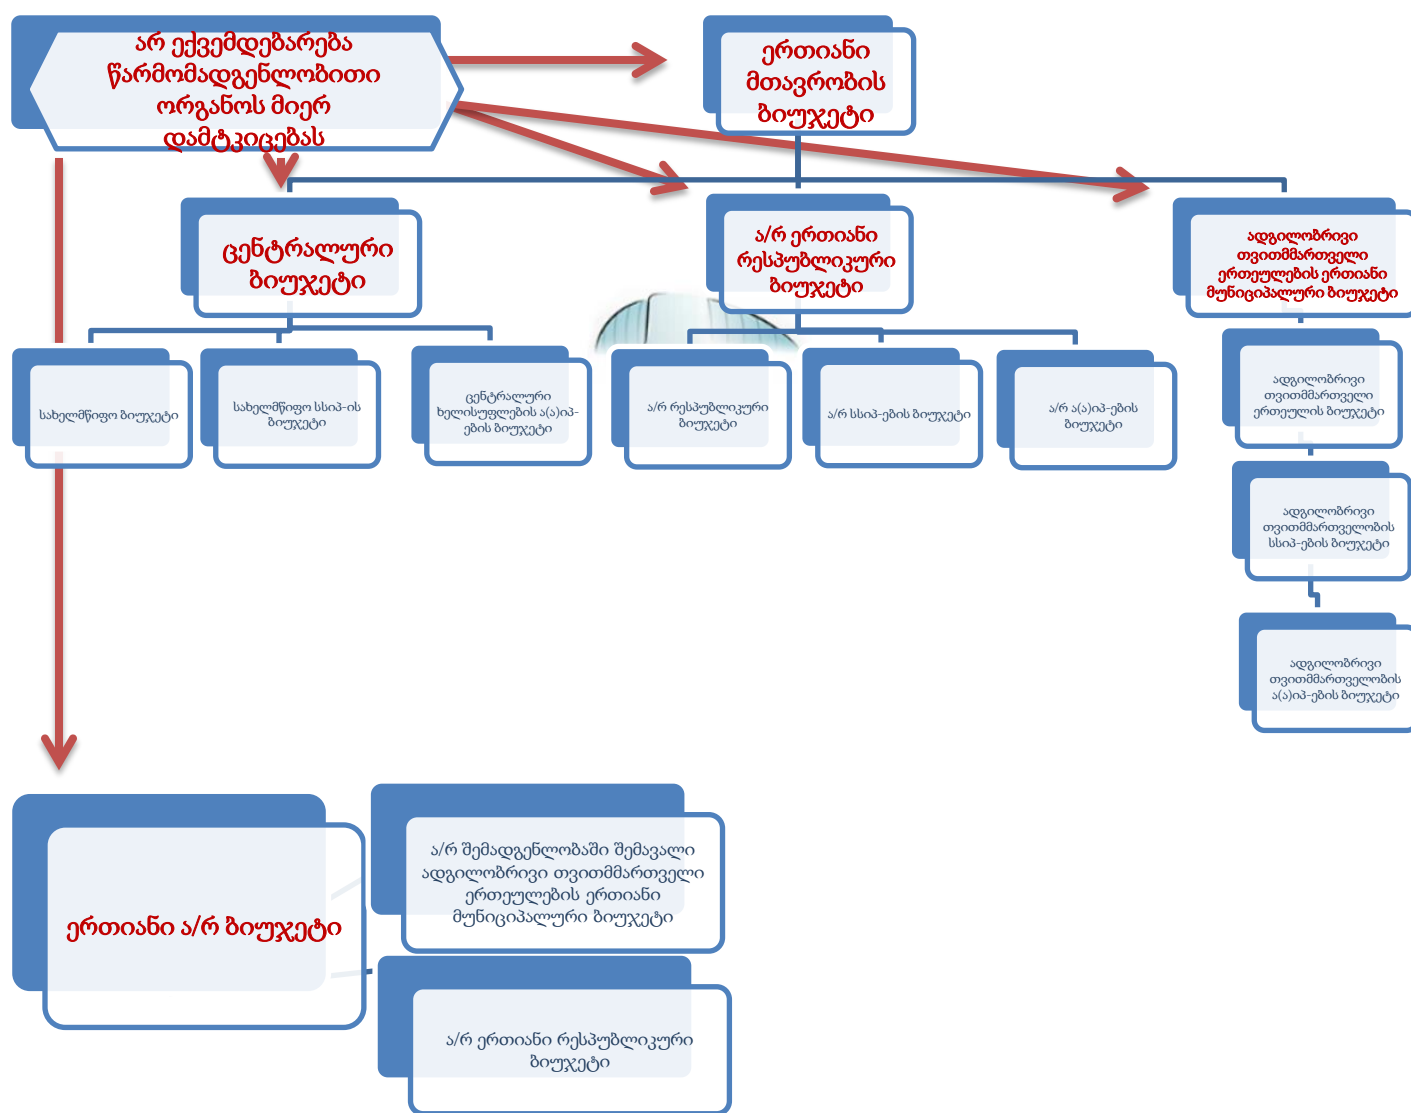 არ ექვემდებარება
წარმომადგენლობითი
ორგანოს მიერ
დამტკიცებას
ერთიანი
მთავრობის
ბიუჯეტი
ცენტრალური
ბიუჯეტი
ა/რ ერთიანი
რესპუბლიკური
ბიუჯეტი
ადგილობრივი
თვითმმართველი
ერთეულების ერთიანი
მუნიციპალური ბიუჯეტი
სახელმწიფო ბიუჯეტი
სახელმწიფო სსიპ-ის
ბიუჯეტი
ცენტრალური
ხელისუფლების ა(ა)იპ-
ების ბიუჯეტი
ა/რ რესპუბლიკური
ბიუჯეტი
ა/რ სსიპ-ების ბიუჯეტი
ა/რ ა(ა)იპ-ების
ბიუჯეტი
ადგილობრივი
თვითმმართველი
ერთეულის ბიუჯეტი
ადგილობრივი
თვითმმართველობის
სსიპ-ების ბიუჯეტი
ადგილობრივი
თვითმმართველობის
ა(ა)იპ-ების ბიუჯეტი
ერთიანი ა/რ ბიუჯეტი
ა/რ შემადგენლობაში შემავალი
ადგილობრივი თვითმმართველი
ერთეულების ერთიანი
მუნიციპალური ბიუჯეტი
ა/რ ერთიანი რესპუბლიკური
ბიუჯეტი